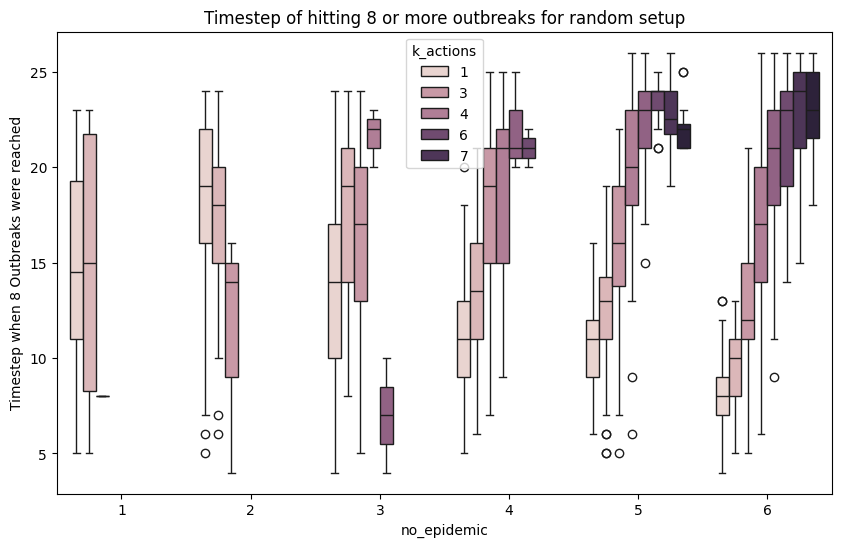 Timestep of hitting 8 or more outbreaks for random setup
k_actions
1
3
4
6
7
Timestep when 8 Outbreaks were reached
25
20
15
10
5
1 2 3 4 5 6
no_epidemic